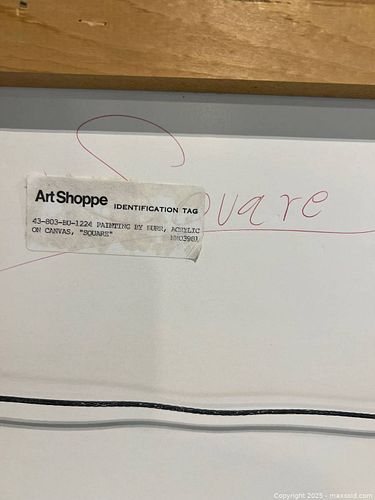 Square
Art Shoppe IDENTIFICATION TAG
43-803-BU-1224 PAINTING BY BURR, ACRYLIC
ON CANVAS, "SQUARE"
Copyright 2025 - maxsold.com